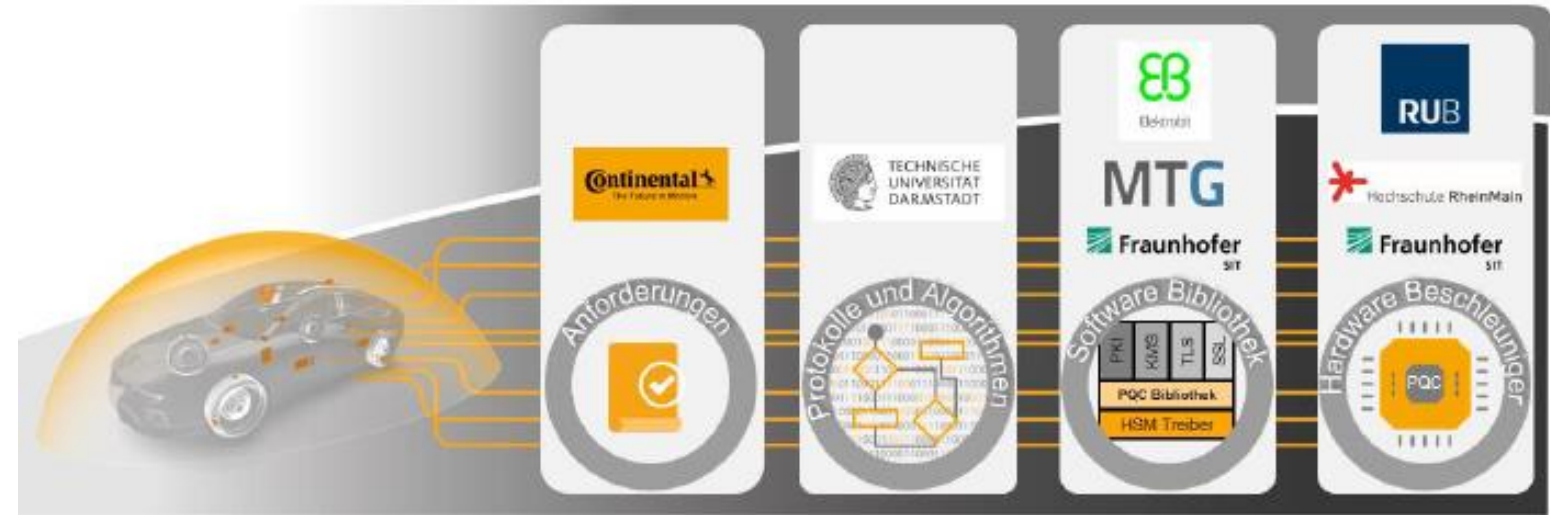 Continental
The Future in Motion
Anforderungen
TECHNISCHE
UNIVERSITÄT
DARMSTADT
Protokolle und Algorithmen
EB
Elektrobit
MTG
Fraunhofer
SIT
Software Bibliothek
PKI
KMS
TLS
SSL
PQC Bibliothek
HSM Treiber
RUB
Hochschule RheinMain
Fraunhofer
SIT
Hardware Beschleuniger
PQC